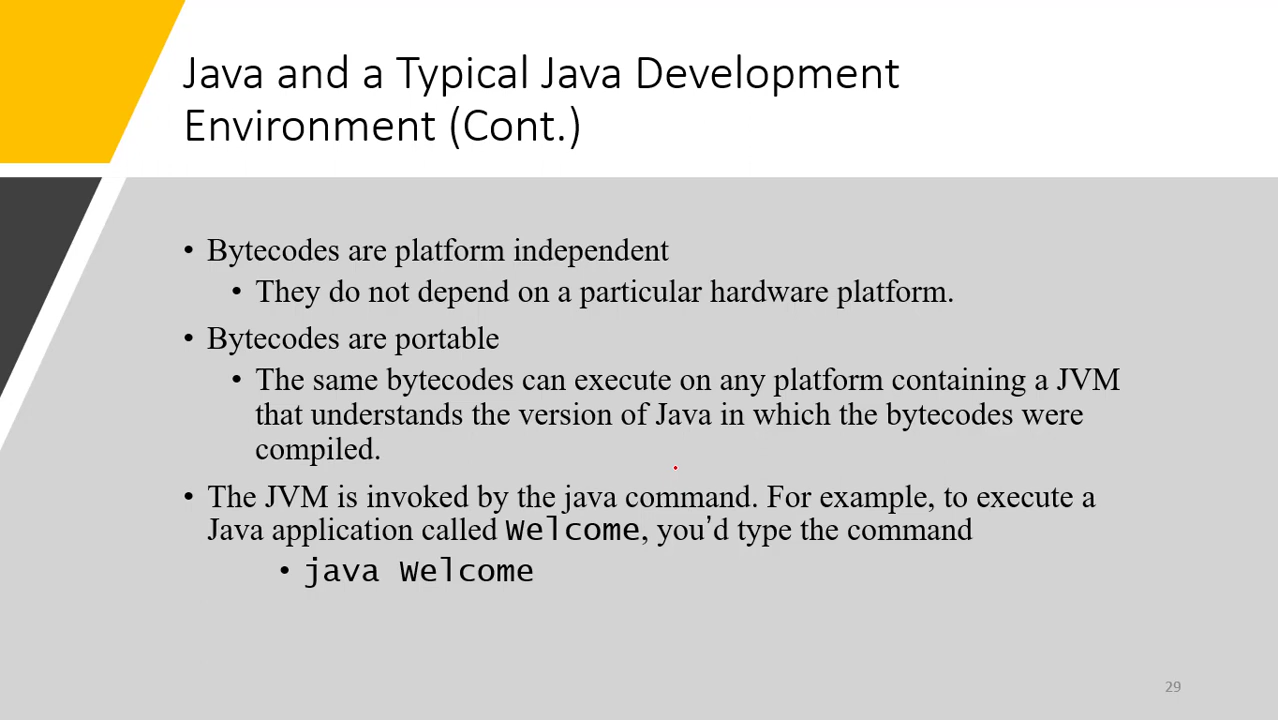 Java and a Typical Java Development
Environment (Cont.)
• Bytecodes are platform independent
• They do not depend on a particular hardware platform.
• Bytecodes are portable
• The same bytecodes can execute on any platform containing a JVM
that understands the version of Java in which the bytecodes were
compiled.
• The JVM is invoked by the java command. For example, to execute a
Java application called Welcome, you’d type the command
• java Welcome
29